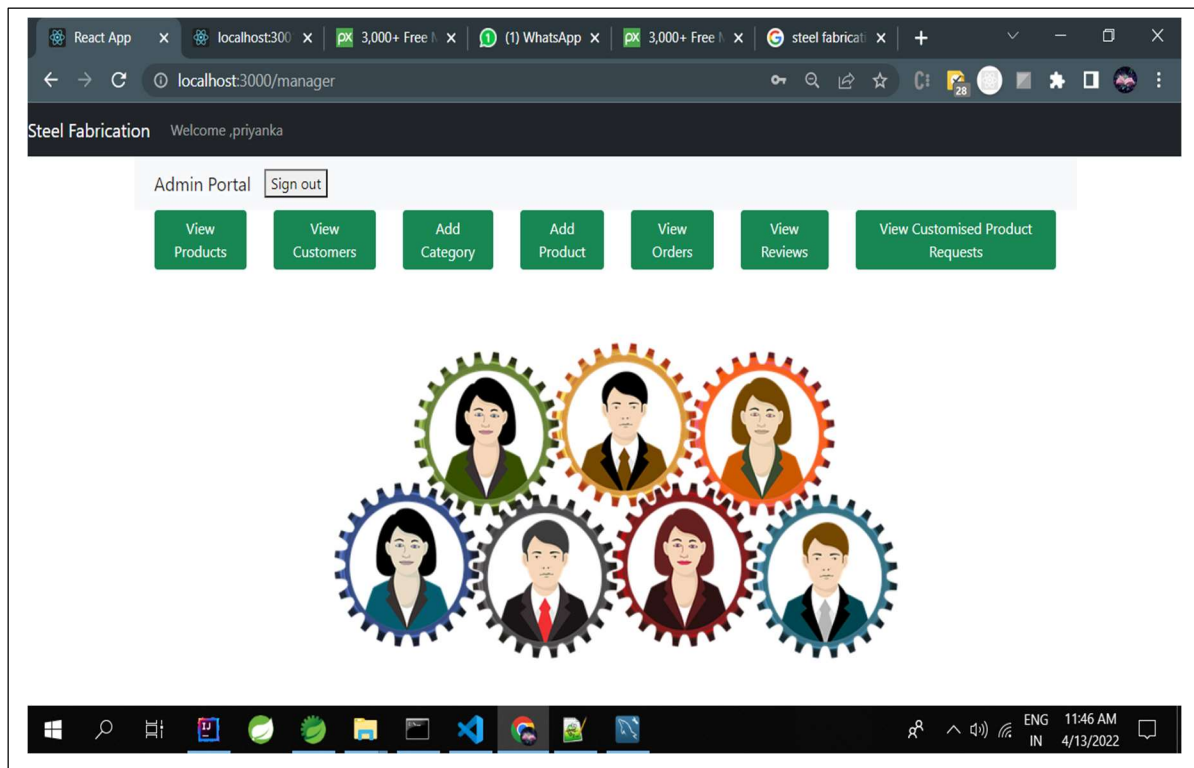 React App
localhost:300
3,000+ Free
(1) WhatsApp
3,000+ Free
steel fabricati
localhost:3000/manager
28
Steel Fabrication Welcome ,priyanka
Admin Portal Sign out
View
Products
View
Customers
Add
Category
Add
Product
View
Orders
View
Reviews
View Customised Product
Requests
ENG
IN
11:46 AM
4/13/2022